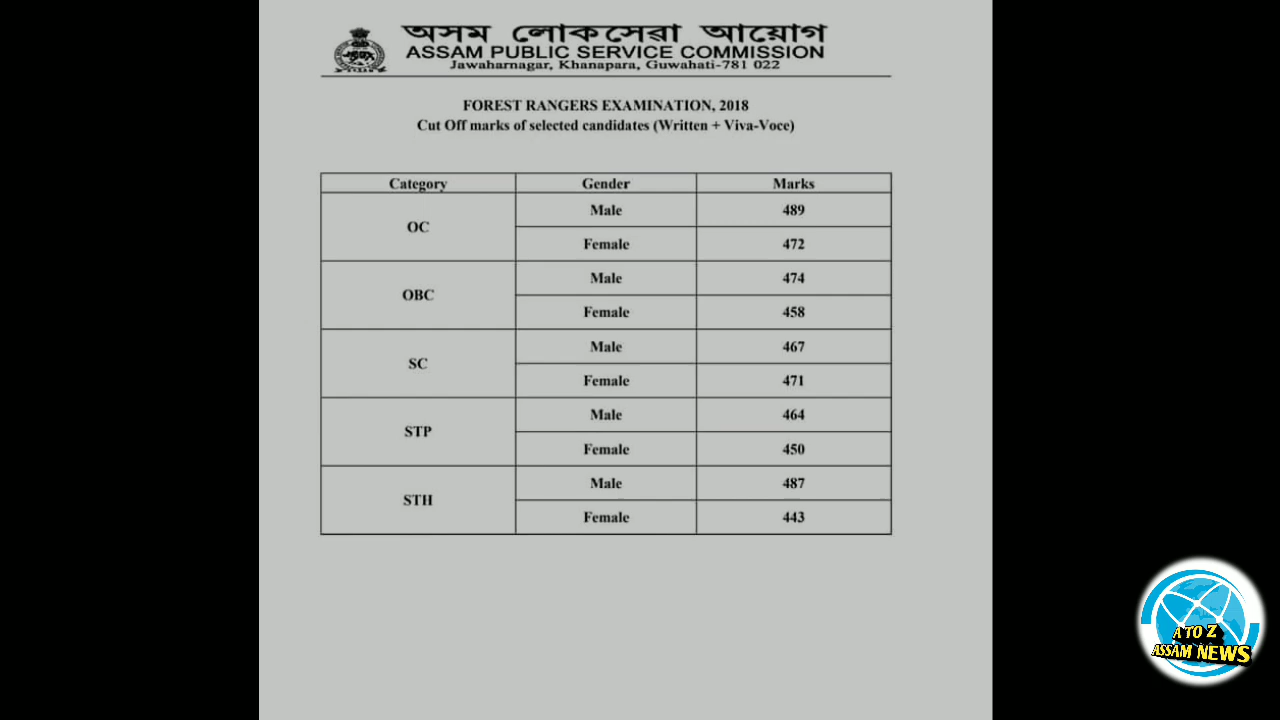 অসম লোকসেৱা আয়োগ
ASSAM PUBLIC SERVICE COMMISSION
Jawaharnagar, Khanapara, Guwahati-781 022
FOREST RANGERS EXAMINATION, 2018
Cut Off marks of selected candidates (Written + Viva-Voce)
Category Gender Marks
OC Male 489
Female 472
OBC Male 474
Female 458
SC Male 467
Female 471
STP Male 464
Female 450
STH Male 487
Female 443
A TO Z
ASSAM NEWS